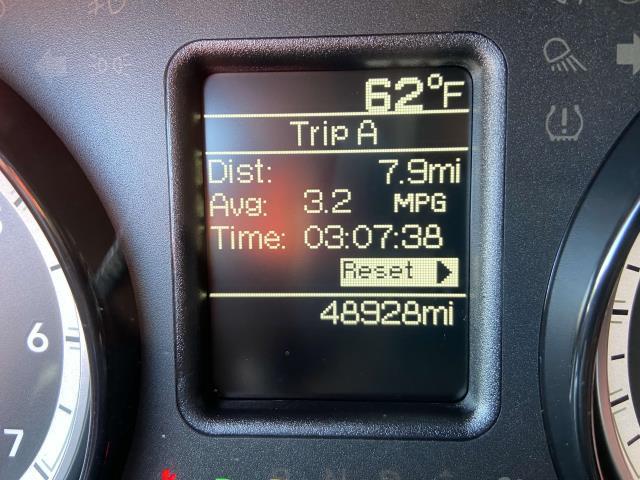 62°F
Trip A
Dist: 7.9mi
Avg: 3.2 MPG
Time: 03:07:38
Reset
48928mi
6
7